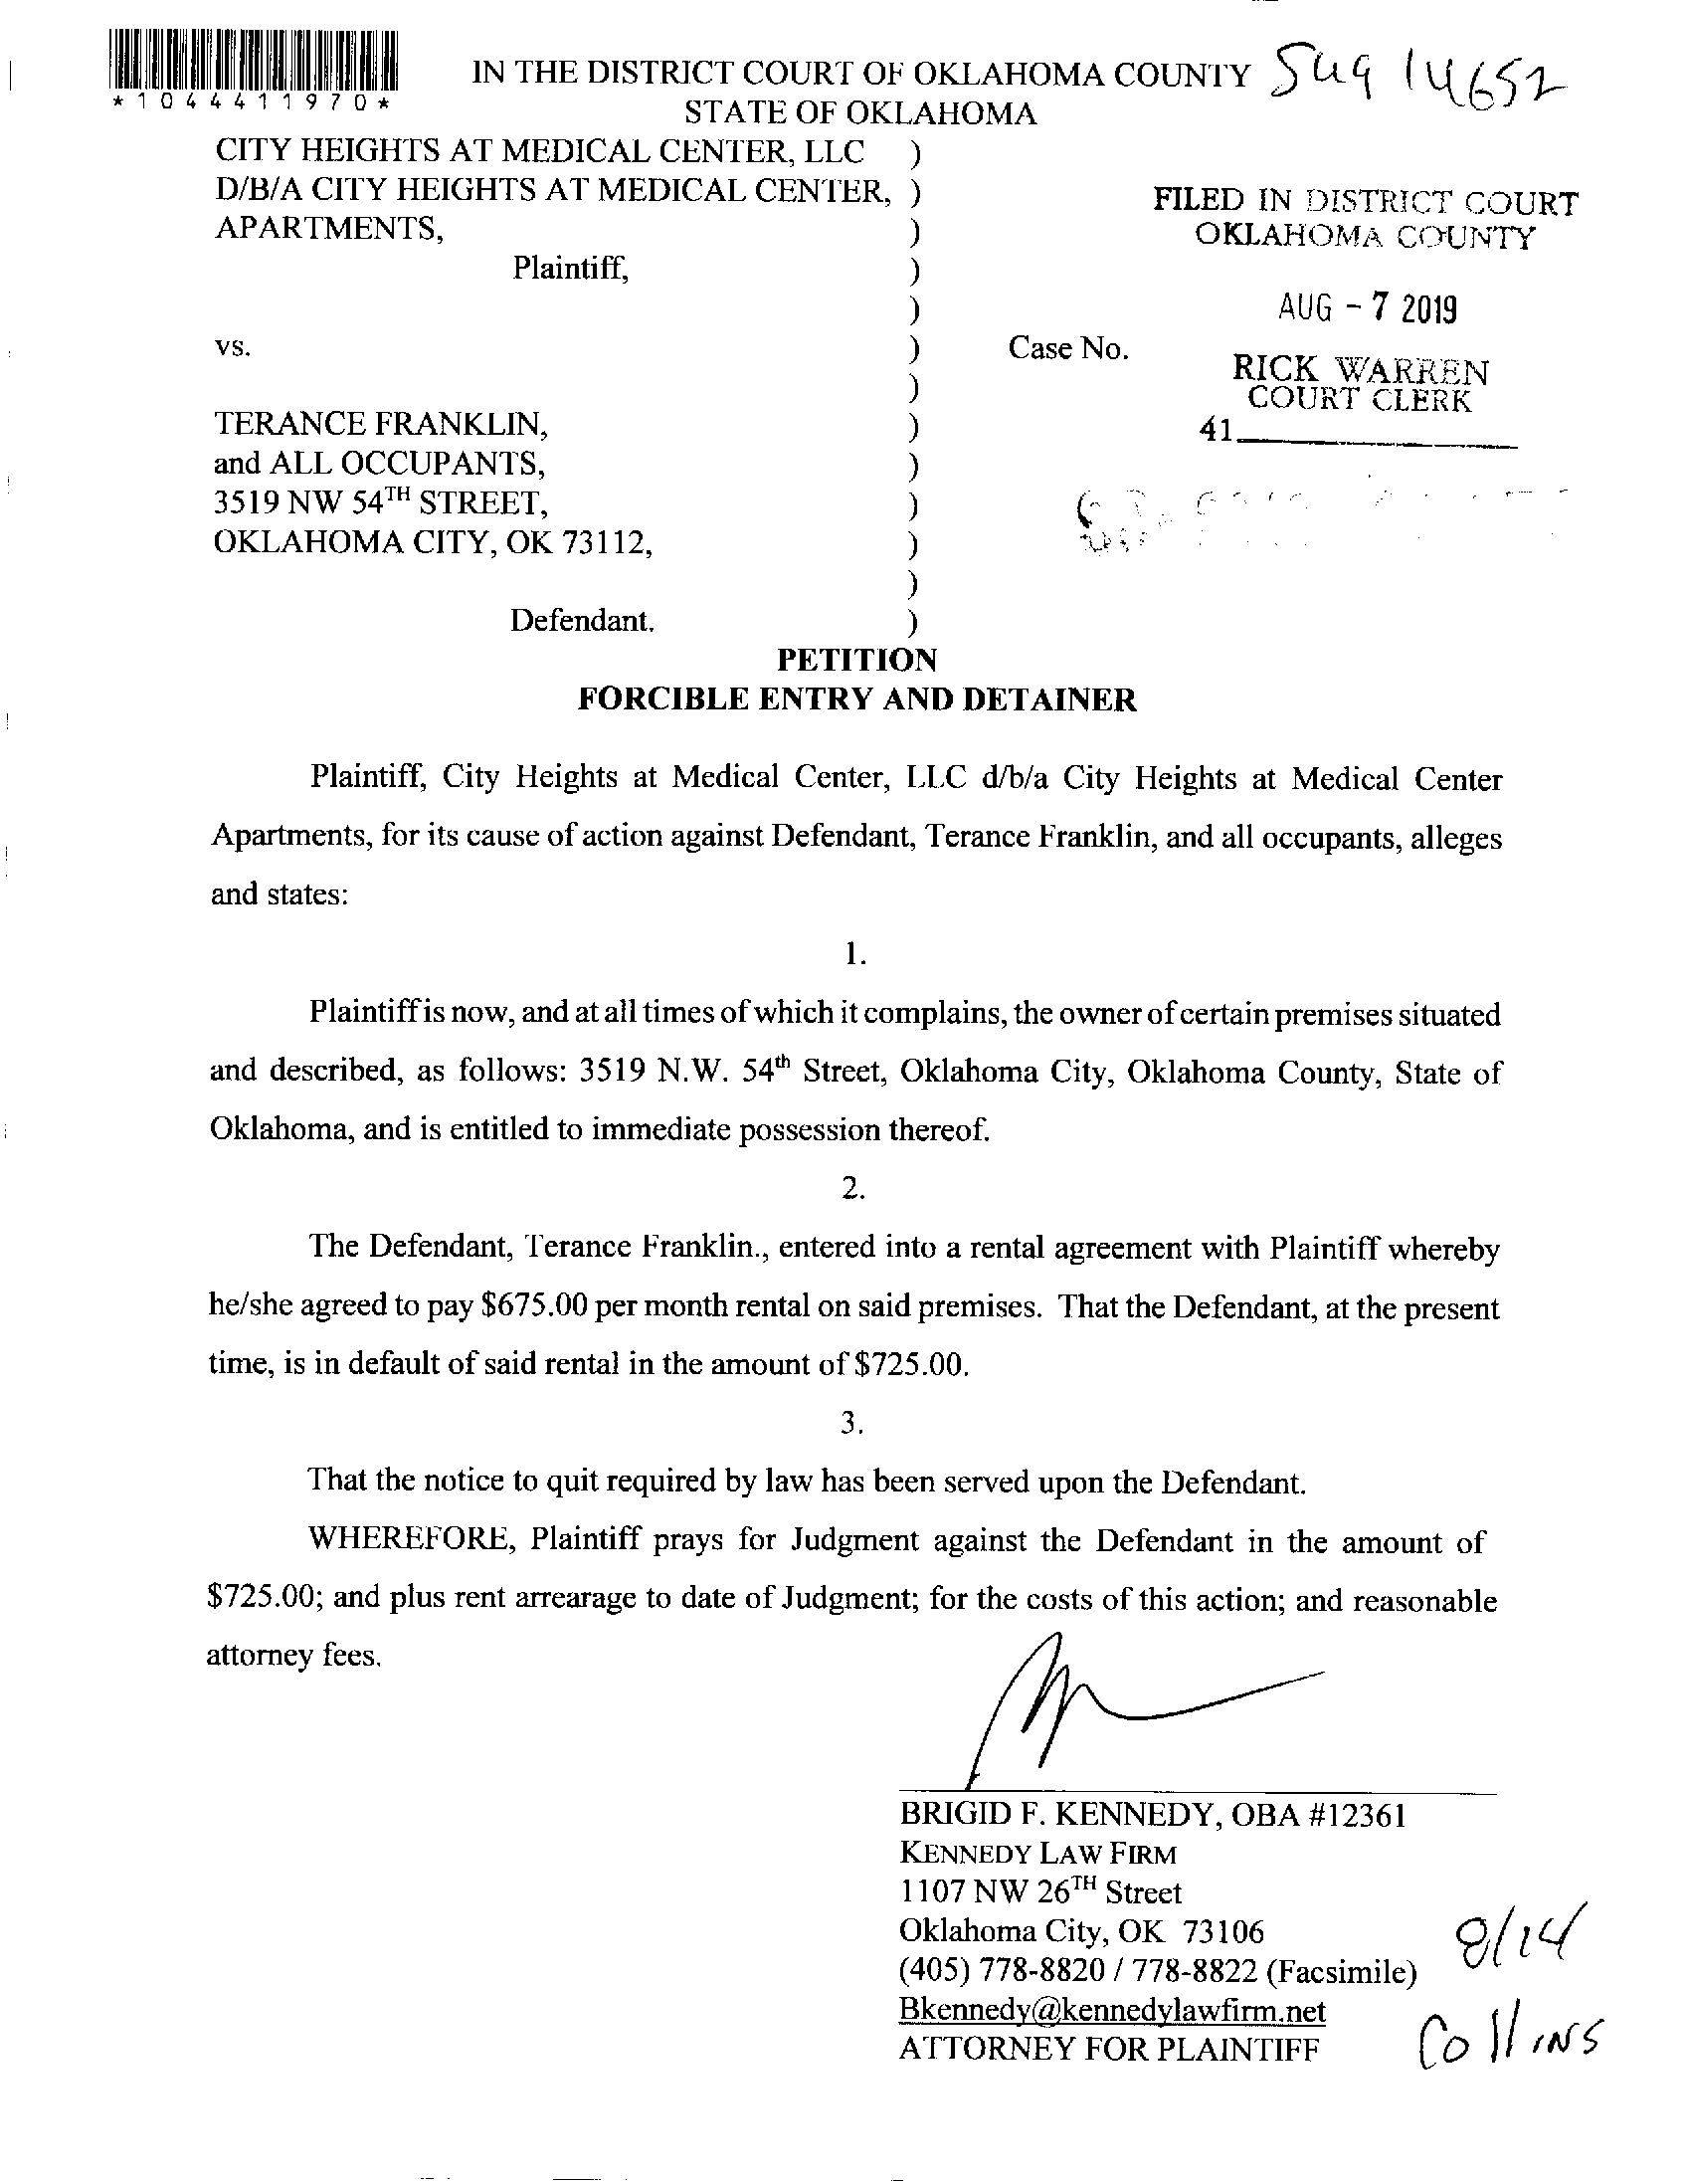 *1044411970*
IN THE DISTRICT COURT OF OKLAHOMA COUNTY
14652
STATE OF OKLAHOMA
CITY HEIGHTS AT MEDICAL CENTER, LLC )
D/B/A CITY HEIGHTS AT MEDICAL CENTER, )
APARTMENTS, )
Plaintiff, )
)
vs. ) Case No.
)
TERANCE FRANKLIN, )
and ALL OCCUPANTS, )
3519 NW 54TH STREET, )
OKLAHOMA CITY, OK 73112, )
)
Defendant. )
FILED IN DISTRICT COURT
OKLAHOMA COUNTY
AUG - 7 2019
RICK WARREN
COURT CLERK
41
PETITION
FORCIBLE ENTRY AND DETAINER
Plaintiff, City Heights at Medical Center, LLC d/b/a City Heights at Medical Center
Apartments, for its cause of action against Defendant, Terance Franklin, and all occupants, alleges
and states:
1.
Plaintiff is now, and at all times of which it complains, the owner of certain premises situated
and described, as follows: 3519 N.W. 54th Street, Oklahoma City, Oklahoma County, State of
Oklahoma, and is entitled to immediate possession thereof.
2.
The Defendant, Terance Franklin., entered into a rental agreement with Plaintiff whereby
he/she agreed to pay $675.00 per month rental on said premises. That the Defendant, at the present
time, is in default of said rental in the amount of $725.00.
3.
That the notice to quit required by law has been served upon the Defendant.
WHEREFORE, Plaintiff prays for Judgment against the Defendant in the amount of
$725.00; and plus rent arrearage to date of Judgment; for the costs of this action; and reasonable
attorney fees.
BRIGID F. KENNEDY, OBA #12361
KENNEDY LAW FIRM
1107 NW 26TH Street
Oklahoma City, OK 73106
(405) 778-8820 / 778-8822 (Facsimile)
Bkennedy@kennedylawfirm.net
ATTORNEY FOR PLAINTIFF
8/14
Collins